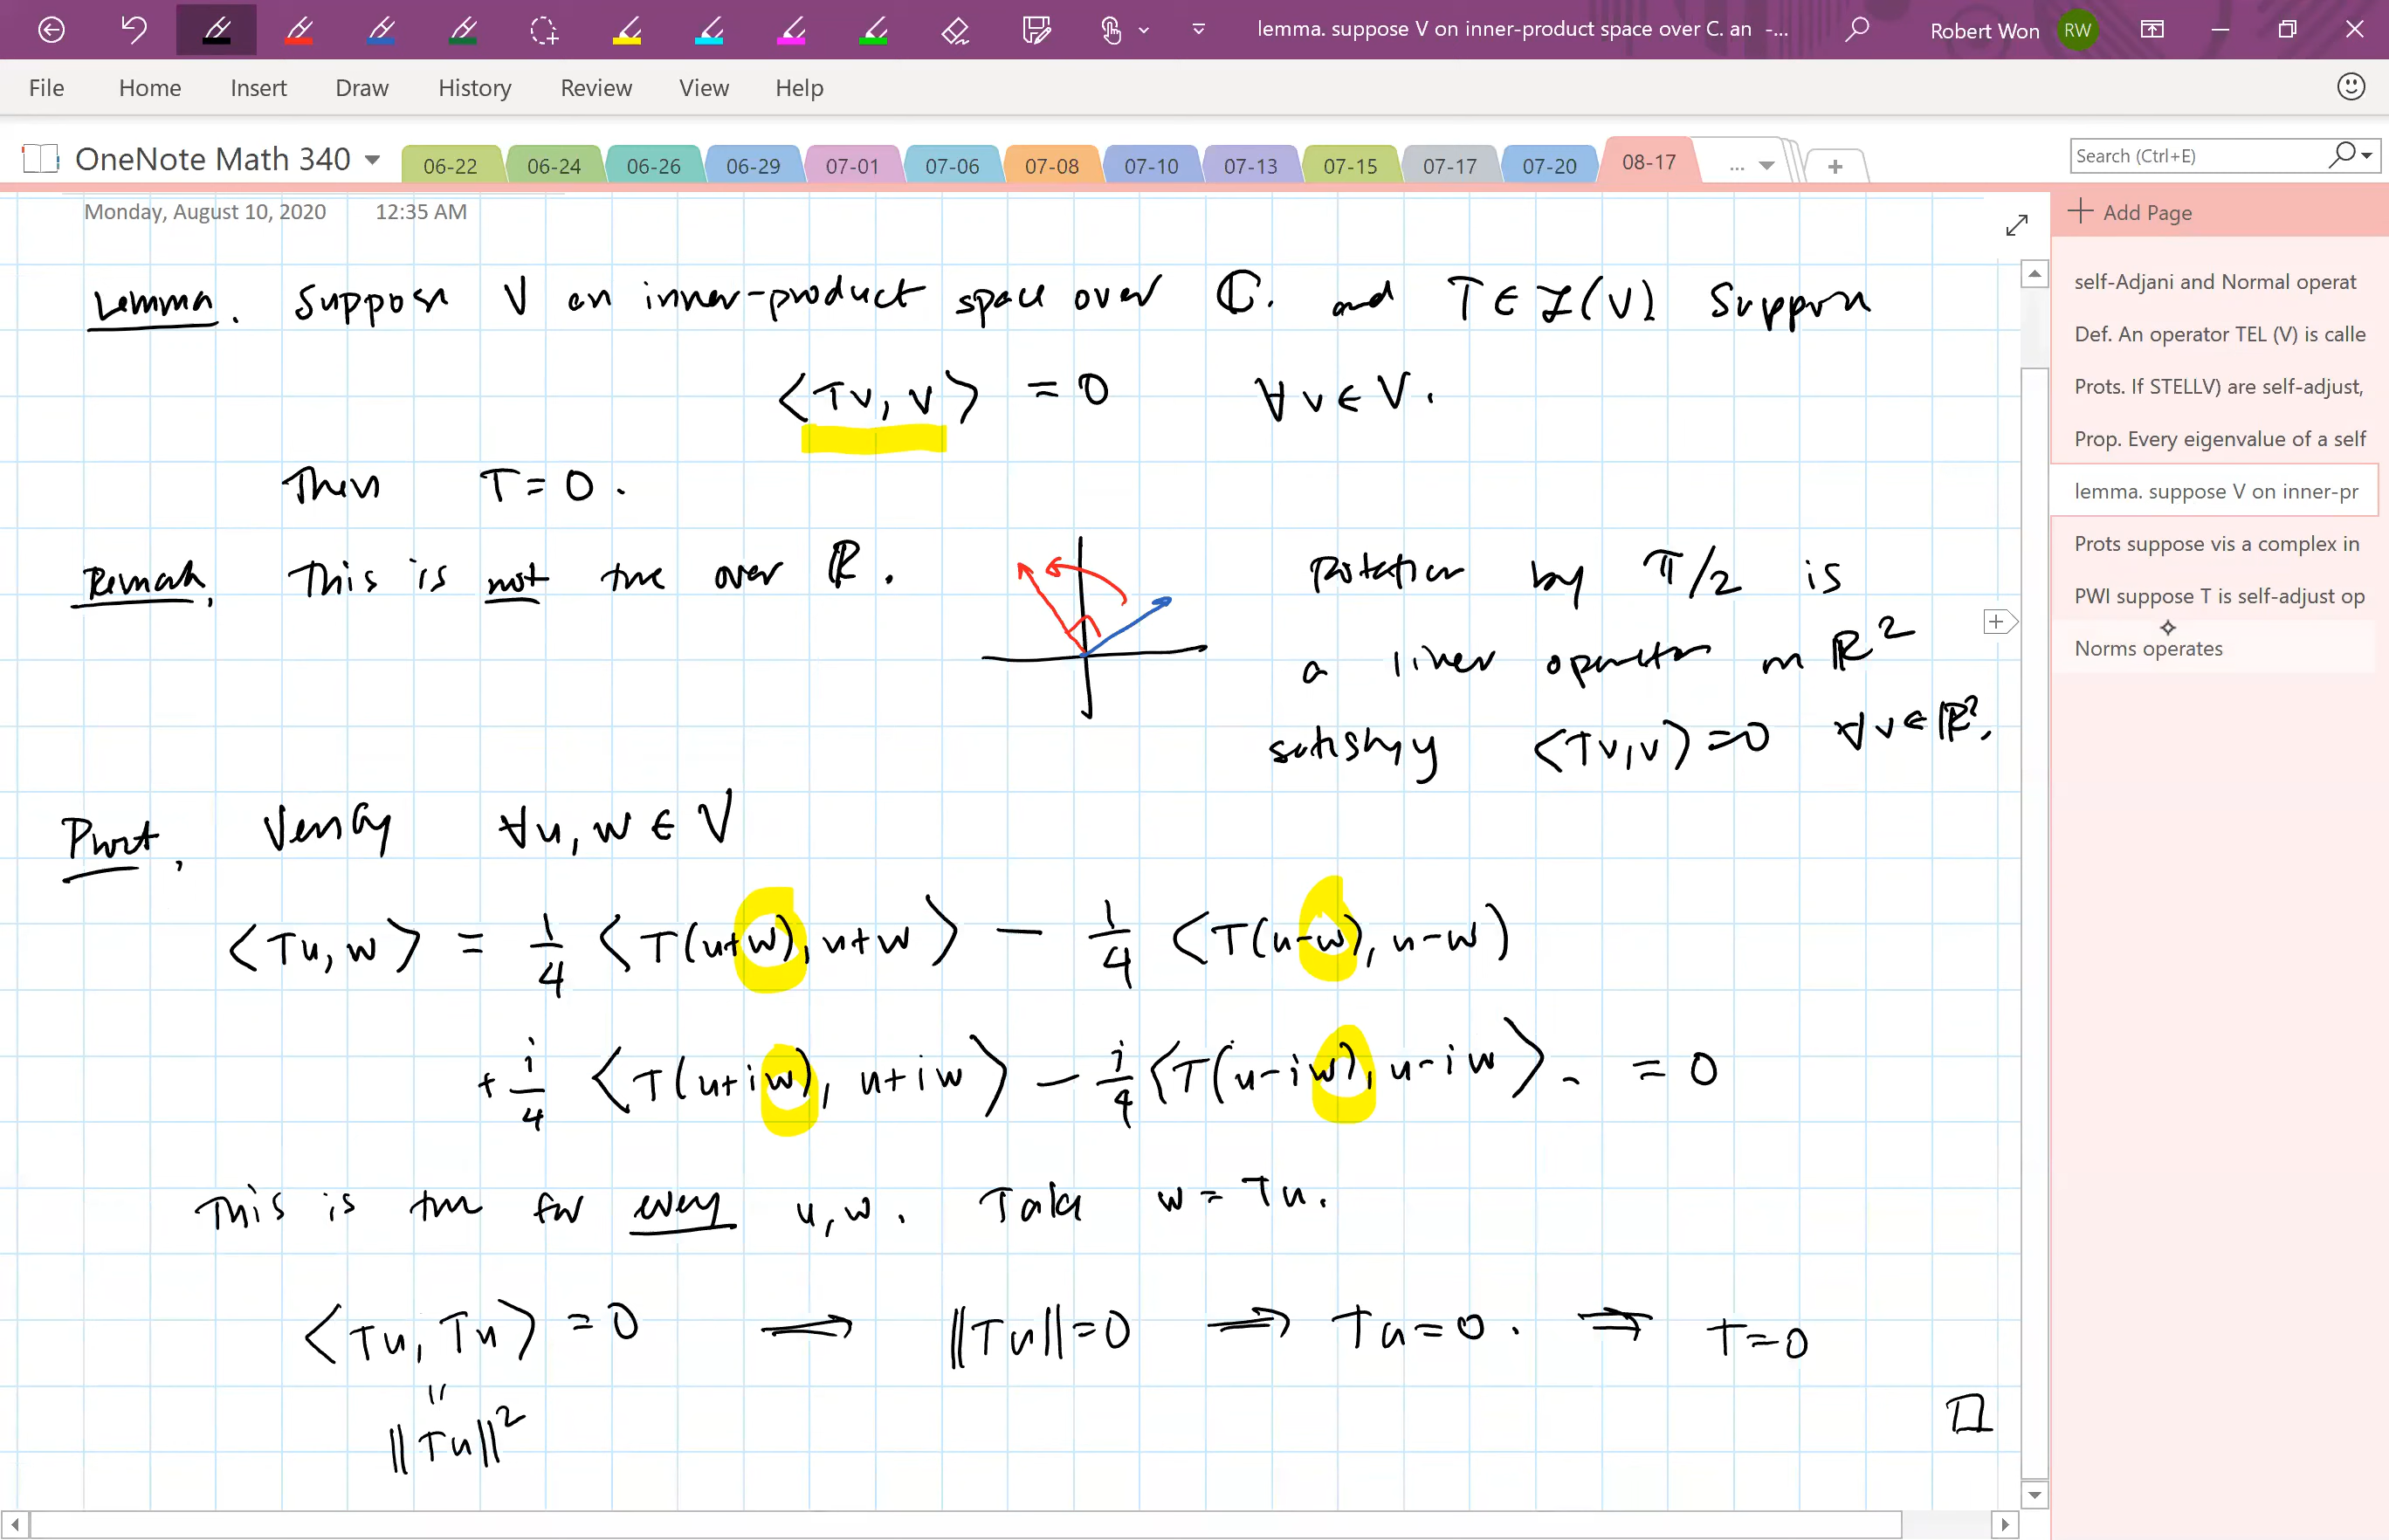 lemma. suppose V on inner-product space over C. an -...
Robert Won
RW
File Home Insert Draw History Review View Help
OneNote Math 340
06-22 06-24 06-26 06-29 07-01 07-06 07-08 07-10 07-13 07-15 07-17 07-20 08-17 ...
Search (Ctrl+E)
Monday, August 10, 2020 12:35 AM
Lemma. Suppose V an inner-product space over ℂ. and T ∈ ℒ(V) Suppose
⟨Tv, v⟩ = 0 ∀ v ∈ V.
Then T = 0.
Remark. This is not true over ℝ.
Rotation by π/2 is
a linear operator on ℝ²
satisfy ⟨Tv, v⟩ = 0 ∀ v ∈ ℝ².
Proof. Verify ∀ u, w ∈ V
⟨Tu, w⟩ = 1/4 ⟨T(u+w), u+w⟩ − 1/4 ⟨T(u−w), u−w⟩
+ i/4 ⟨T(u+iw), u+iw⟩ − i/4 ⟨T(u−iw), u−iw⟩. = 0
This is true for every u, w. Take w = Tu.
⟨Tu, Tu⟩ = 0 ⟹ ||Tu|| = 0 ⟹ Tu = 0. ⟹ T = 0
||
||Tu||²
□
Add Page
self-Adjani and Normal operat
Def. An operator TEL (V) is calle
Prots. If STELLV) are self-adjust,
Prop. Every eigenvalue of a self
lemma. suppose V on inner-pr
Prots suppose vis a complex in
PWI suppose T is self-adjust op
Norms operates